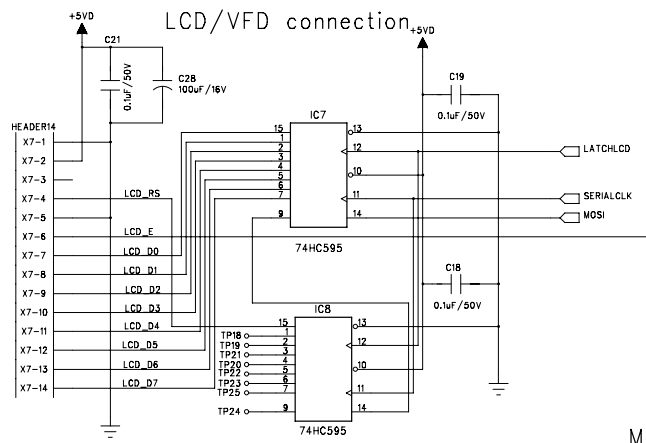 LCD/VFD connection
+5VD
+5VD
C21
0.1uF/50V
C28
100uF/16V
C19
0.1uF/50V
HEADER14
X7-1
X7-2
X7-3
X7-4 LCD_RS
X7-5
X7-6 LCD_E
X7-7 LCD_D0
X7-8 LCD_D1
X7-9 LCD_D2
X7-10 LCD_D3
X7-11 LCD_D4
X7-12 LCD_D5
X7-13 LCD_D6
X7-14 LCD_D7
IC7
15 13
1
2 12
3
4 10
5
6
7 11
9 14
74HC595
LATCHLCD
SERIALCLK
MOSI
C18
0.1uF/50V
IC8
15 13
TP18 1
TP19 2 12
TP21 3
TP20 4 10
TP22 5
TP23 6
TP25 7 11
TP24 9 14
74HC595
M